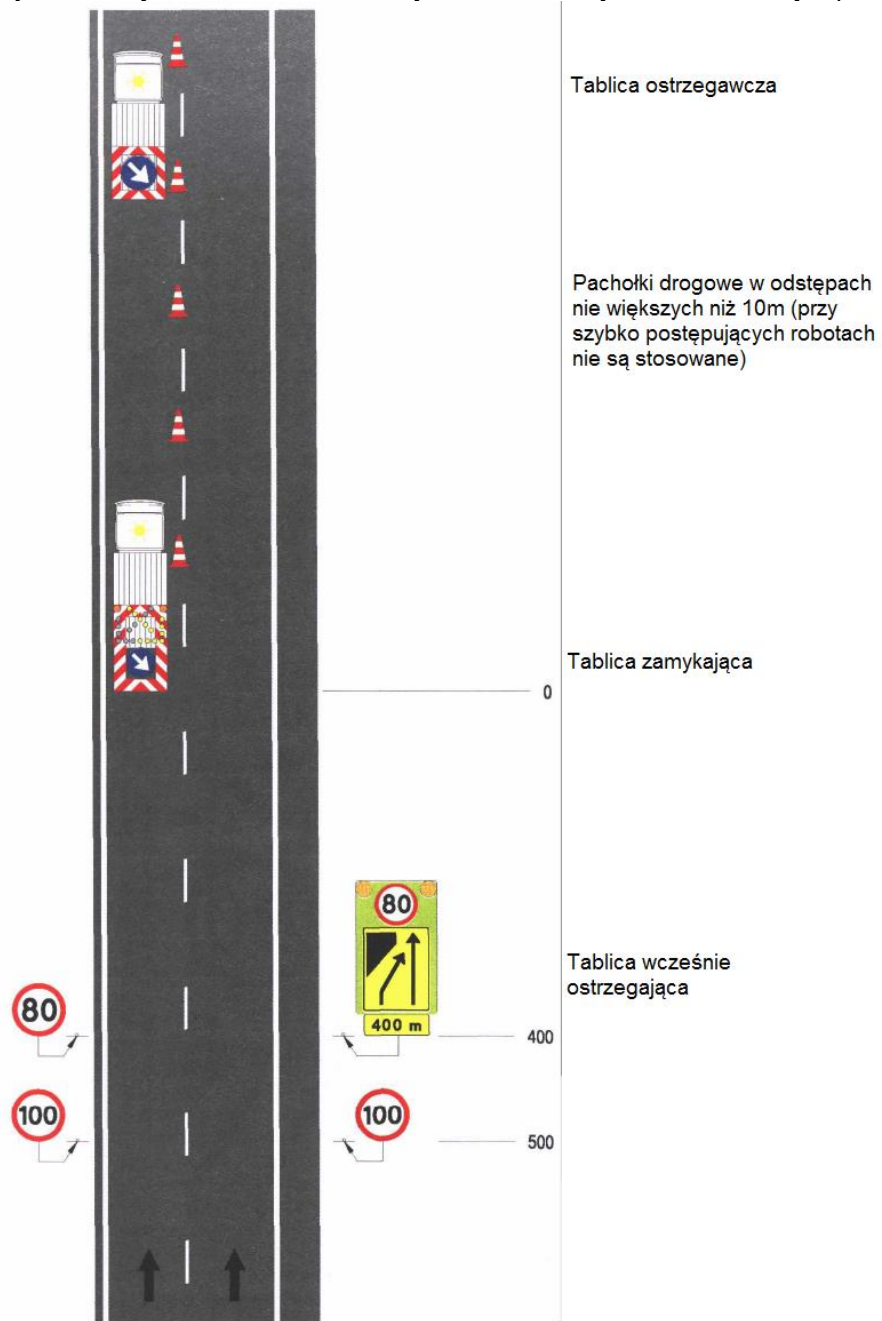 Tablica ostrzegawcza
Pachołki drogowe w odstępach
nie większych niż 10m (przy
szybko postępujących robotach
nie są stosowane)
Tablica zamykająca
0
80
Tablica wcześnie
ostrzegająca
80
400 m
400
100
100
500